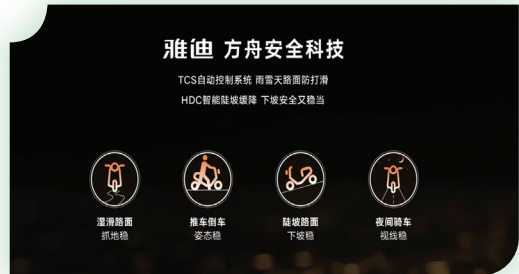 雅迪 方舟安全科技
TCS自动控制系统 雨雪天路面防打滑
HDC智能陡坡缓降 下坡安全又稳当
湿滑路面
抓地稳
推车倒车
姿态稳
陡坡路面
下坡稳
夜间骑车
视线稳